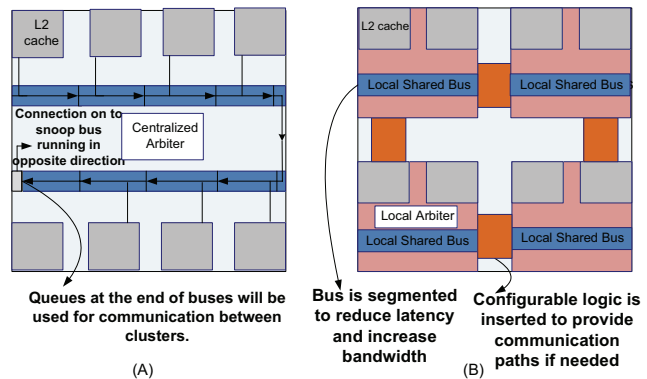 L2
cache
Connection on to
snoop bus
running in
opposite direction
Centralized
Arbiter
Queues at the end of buses will be
used for communication between
clusters.
(A)
L2 cache
Local Shared Bus
Local Shared Bus
Local Arbiter
Local Shared Bus
Local Shared Bus
Bus is segmented
to reduce latency
and increase
bandwidth
Configurable logic is
inserted to provide
communication
paths if needed
(B)